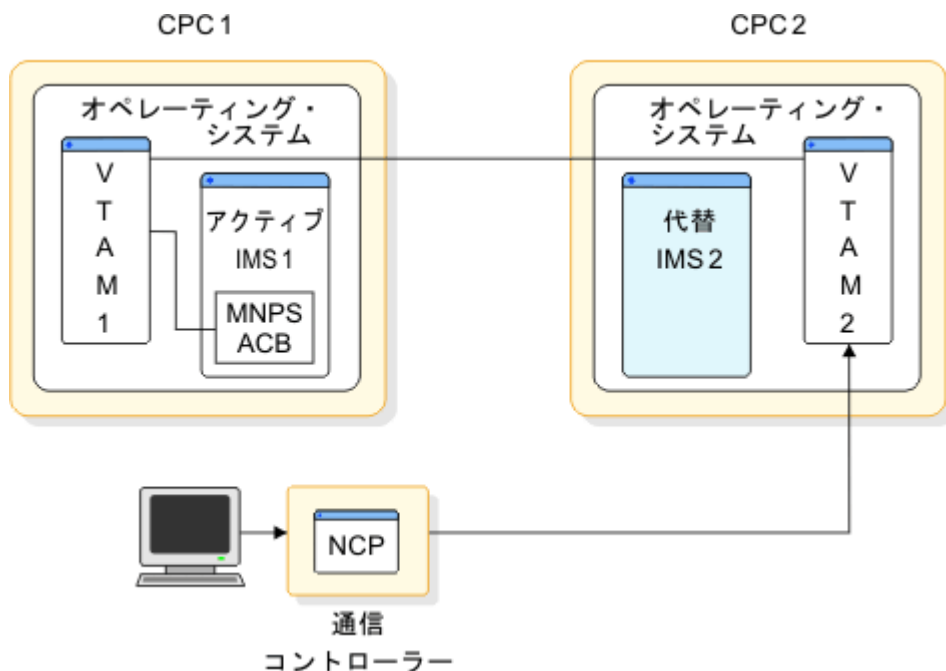 CPC 1
CPC 2
オペレーティング・
システム
V
T
A
M
1
アクティブ
IMS 1
MNPS
ACB
オペレーティング・
システム
代替
IMS 2
V
T
A
M
2
NCP
通信
コントローラー